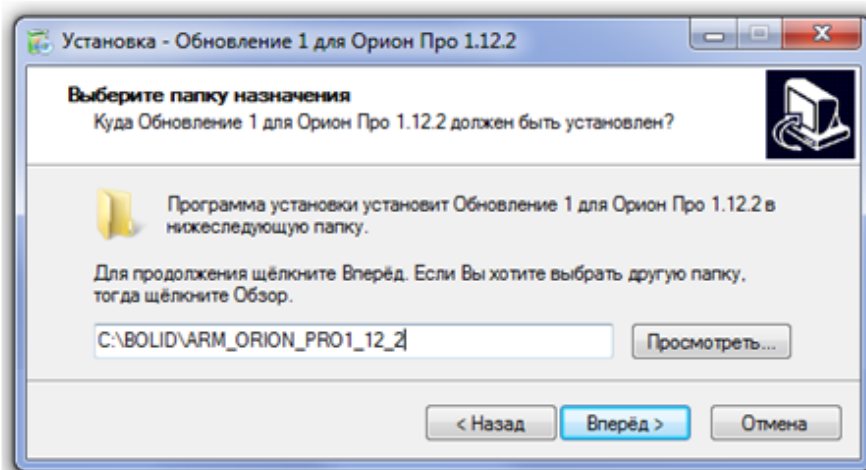 Установка - Обновление 1 для Орион Про 1.12.2
Выберите папку назначения
Куда Обновление 1 для Орион Про 1.12.2 должен быть установлен?
Программа установки установит Обновление 1 для Орион Про 1.12.2 в
нижеследующую папку.
Для продолжения щёлкните Вперёд. Если Вы хотите выбрать другую папку,
тогда щёлкните Обзор.
C:\BOLID\ARM_ORION_PRO1_12_2
Просмотреть...
< Назад
Вперёд >
Отмена